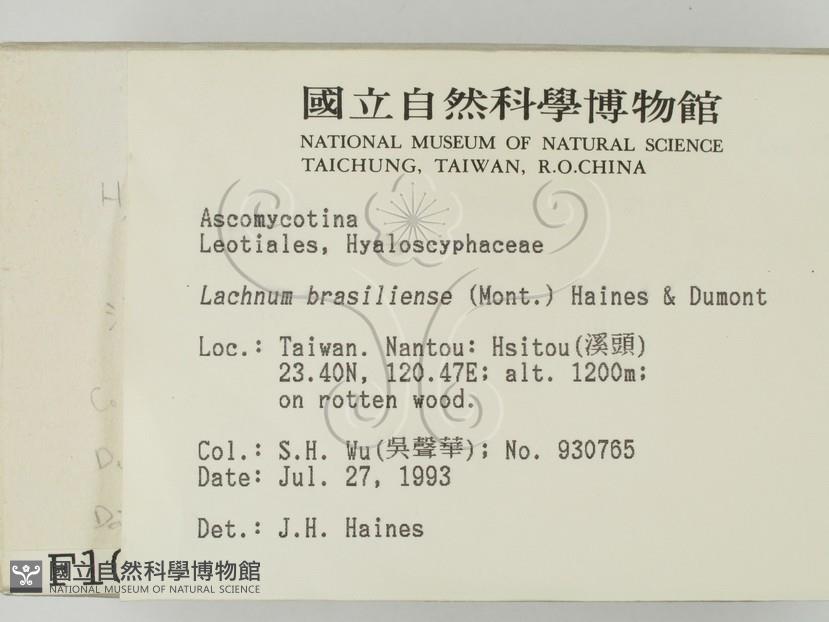 國立自然科學博物館
NATIONAL MUSEUM OF NATURAL SCIENCE
TAICHUNG, TAIWAN, R.O.CHINA
Ascomycotina
Leotiales, Hyaloscyphaceae
Lachnum brasiliense (Mont.) Haines & Dumont
Loc.: Taiwan. Nantou: Hsitou(溪頭)
23.40N, 120.47E; alt. 1200m;
on rotten wood.
Col.: S.H. Wu(吳聲華); No. 930765
Date: Jul. 27, 1993
Det.: J.H. Haines
國立自然科學博物館
NATIONAL MUSEUM OF NATURAL SCIENCE